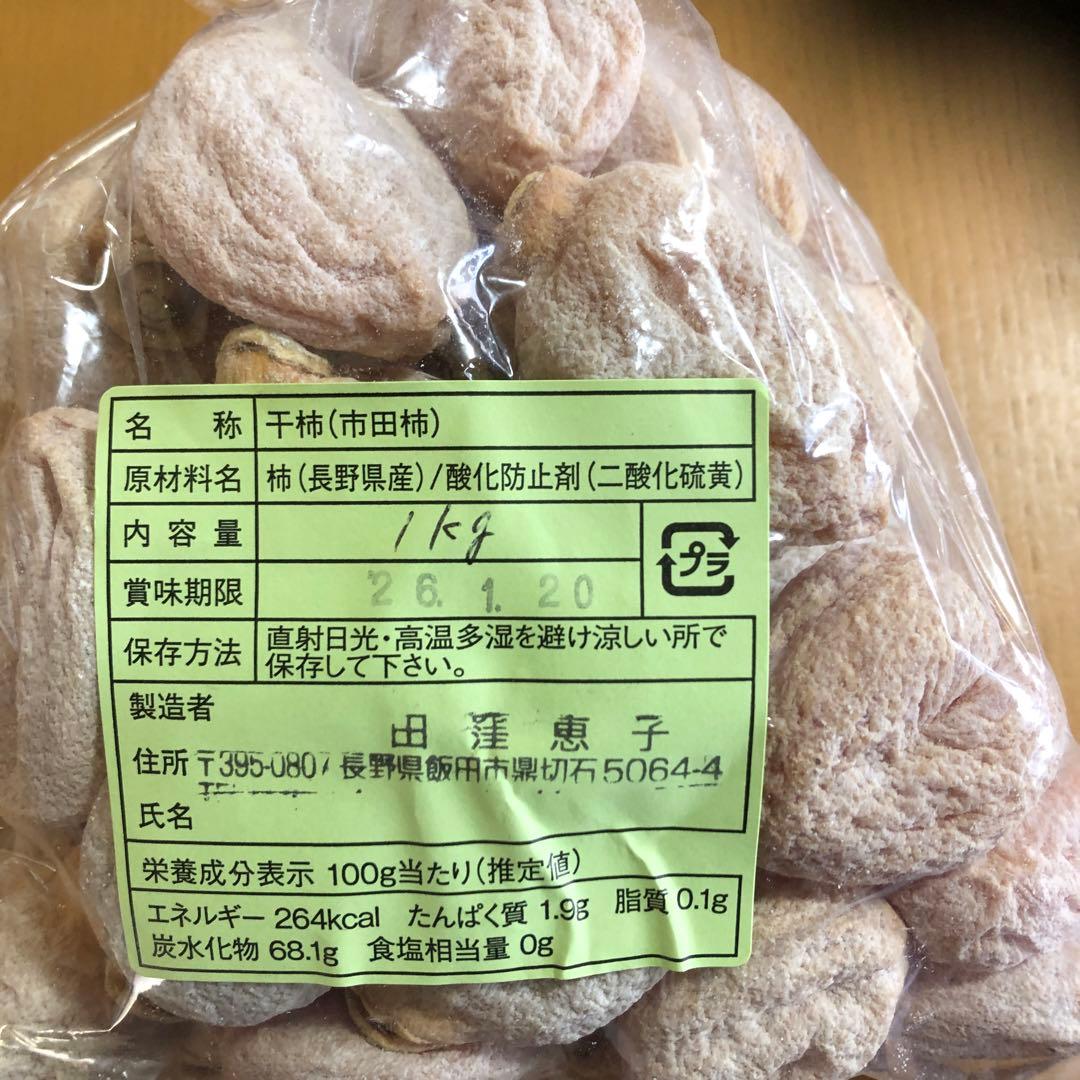 名称 干柿(市田柿)
原材料名 柿(長野県産)/酸化防止剤(二酸化硫黄)
内容量 1kg
プラ
賞味期限 26.1.20
保存方法 直射日光・高温多湿を避け涼しい所で
保存して下さい。
製造者
田窪恵子
住所 〒395-0807 長野県飯田市鼎切石5064-4
氏名
栄養成分表示 100g当たり(推定値)
エネルギー 264kcal たんぱく質 1.9g 脂質 0.1g
炭水化物 68.1g 食塩相当量 0g